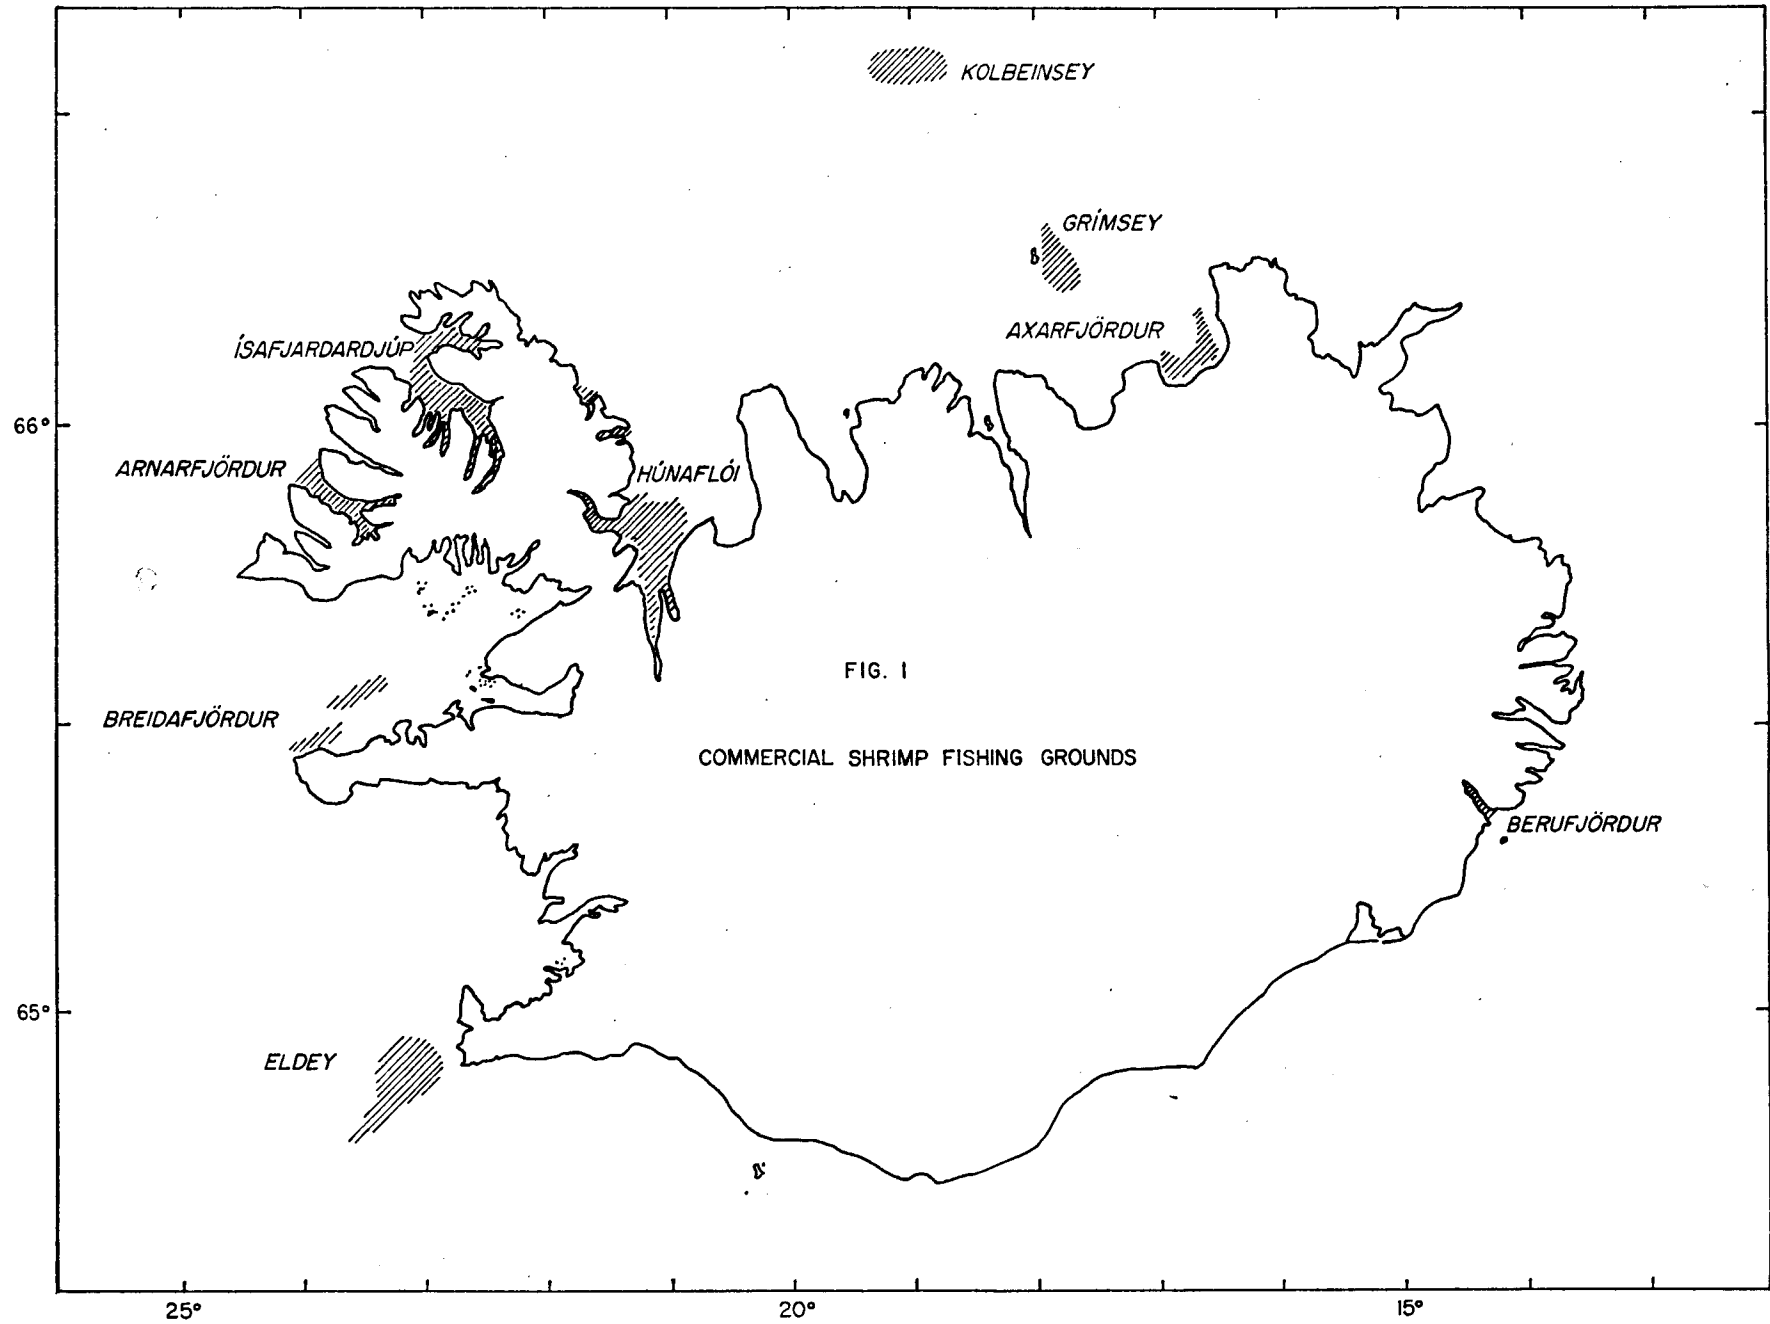 KOLBEINSEY
GRÍMSEY
AXARFJÖRDUR
ÍSAFJARDARDJÚP
66°
ARNARFJÖRDUR
HÚNAFLÓI
FIG. 1
BREIDAFJÖRDUR
COMMERCIAL SHRIMP FISHING GROUNDS
BERUFJÖRDUR
65°
ELDEY
25°
20°
15°